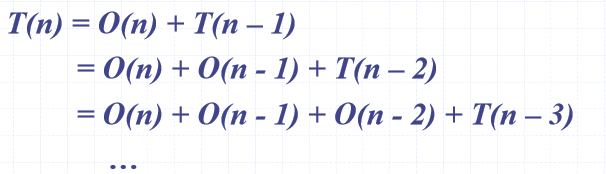 T(n) = O(n) + T(n – 1)
= O(n) + O(n - 1) + T(n – 2)
= O(n) + O(n - 1) + O(n - 2) + T(n – 3)
…